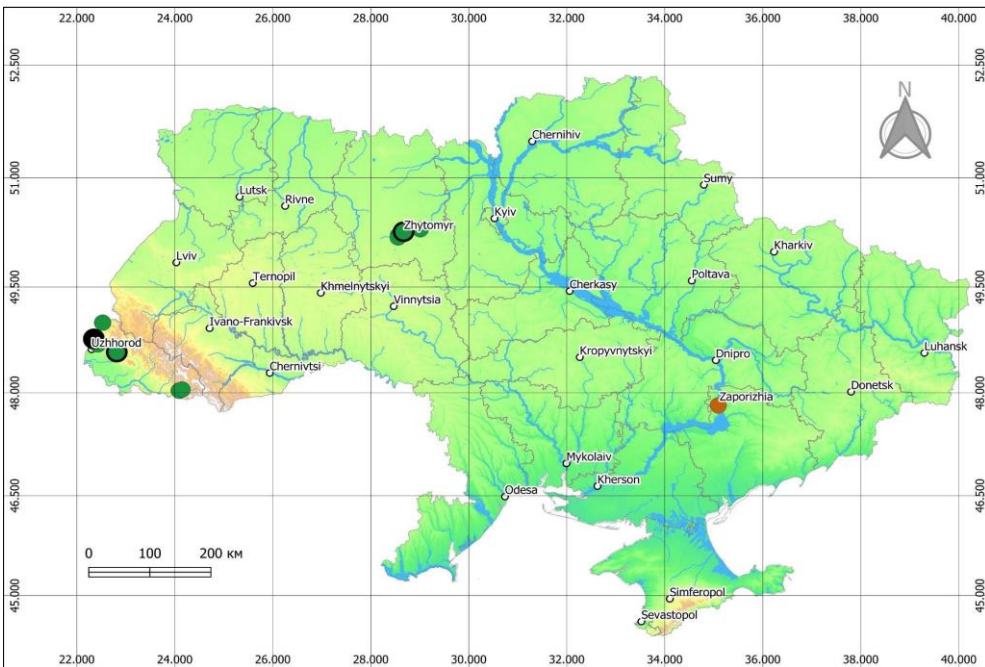 22.000 24.000 26.000 28.000 30.000 32.000 34.000 36.000 38.000 40.000
52.500 52.500
N
Chernihiv
51.000 51.000
Sumy
Lutsk
Rivne
Kyiv
Zhytomyr
Kharkiv
Lviv
Poltava
Ternopil
49.500 49.500
Khmelnytskyi
Cherkasy
Vinnytsia
Ivano-Frankivsk
Uzhhorod
Kropyvnytskyi
Dnipro
Luhansk
Chernivtsi
48.000 48.000
Donetsk
Zaporizhia
Mykolaiv
Kherson
Odesa
46.500 46.500
0 100 200 км
45.000 45.000
Simferopol
Sevastopol
22.000 24.000 26.000 28.000 30.000 32.000 34.000 36.000 38.000 40.000